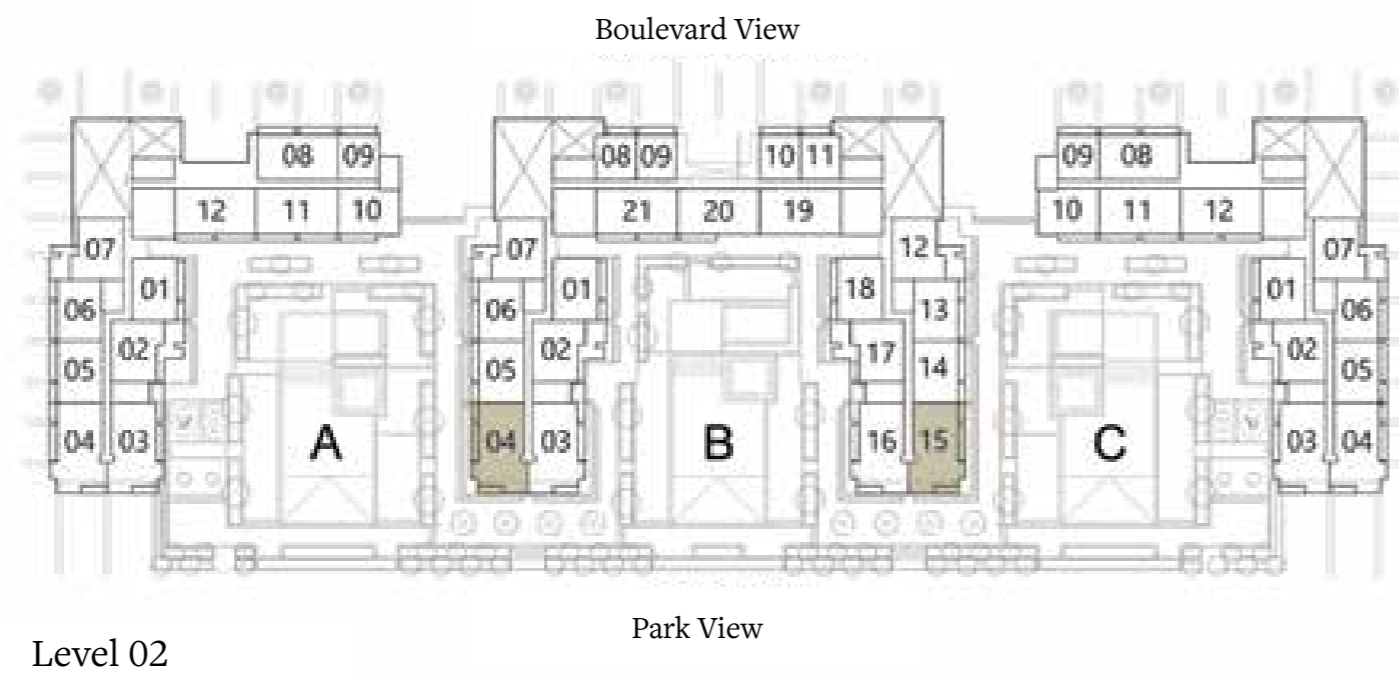 Boulevard View
08 09 08 09 10 11 09 08
12 11 10 21 20 19 10 11 12
07 07 12 07
01 01 18 01
06 06 13 06
02 02 17 02
05 05 14 05
04 03 A 04 03 B 16 15 C 03 04
Park View
Level 02